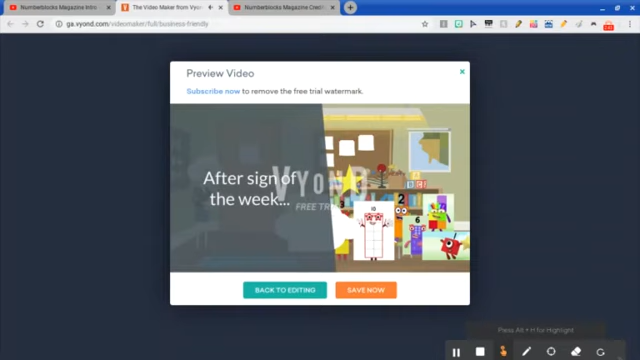 Numberblocks Magazine Intro
The Video Maker from Vyon
Numberblocks Magazine Credit
ga.vyond.com/videomaker/full/business-friendly
Preview Video
Subscribe now to remove the free trial watermark.
After sign of
the week...
VYOND
FREE TRI
10
2
6
BACK TO EDITING
SAVE NOW
Press Alt + H for Highlight